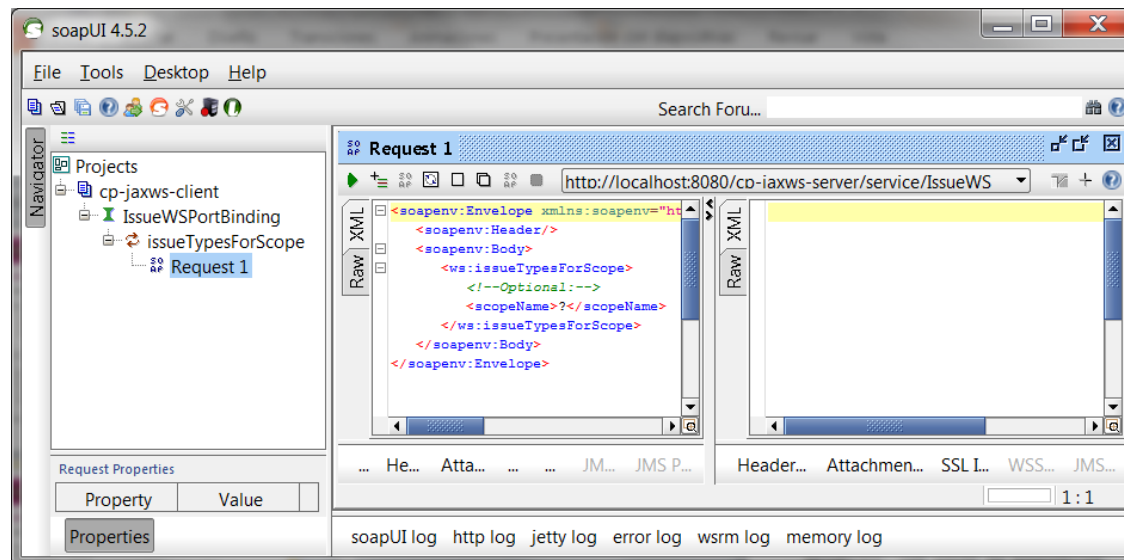 soapUI 4.5.2
File Tools Desktop Help
Search Foru...
Navigator
Projects
cp-jaxws-client
IssueWSPortBinding
issueTypesForScope
Request 1
Request Properties
Property Value
Properties
Request 1
http://localhost:8080/cp-jaxws-server/service/IssueWS
XML
Raw
<soapenv:Envelope xmlns:soapenv="ht
<soapenv:Header/>
<soapenv:Body>
<ws:issueTypesForScope>
<!--Optional:-->
<scopeName>?</scopeName>
</ws:issueTypesForScope>
</soapenv:Body>
</soapenv:Envelope>
XML
Raw
... He... Atta... ... ... JM... JMS P...
Header... Attachmen... SSL I... WSS... JMS...
1 : 1
soapUI log http log jetty log error log wsrm log memory log